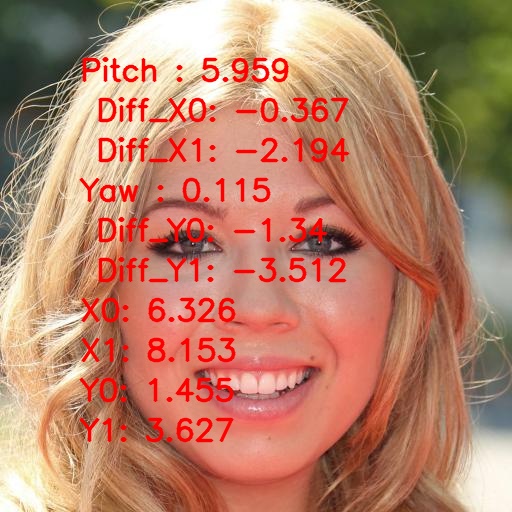 Pitch : 5.959
Diff_X0: -0.367
Diff_X1: -2.194
Yaw : 0.115
Diff_Y0: -1.34
Diff_Y1: -3.512
X0: 6.326
X1: 8.153
Y0: 1.455
Y1: 3.627